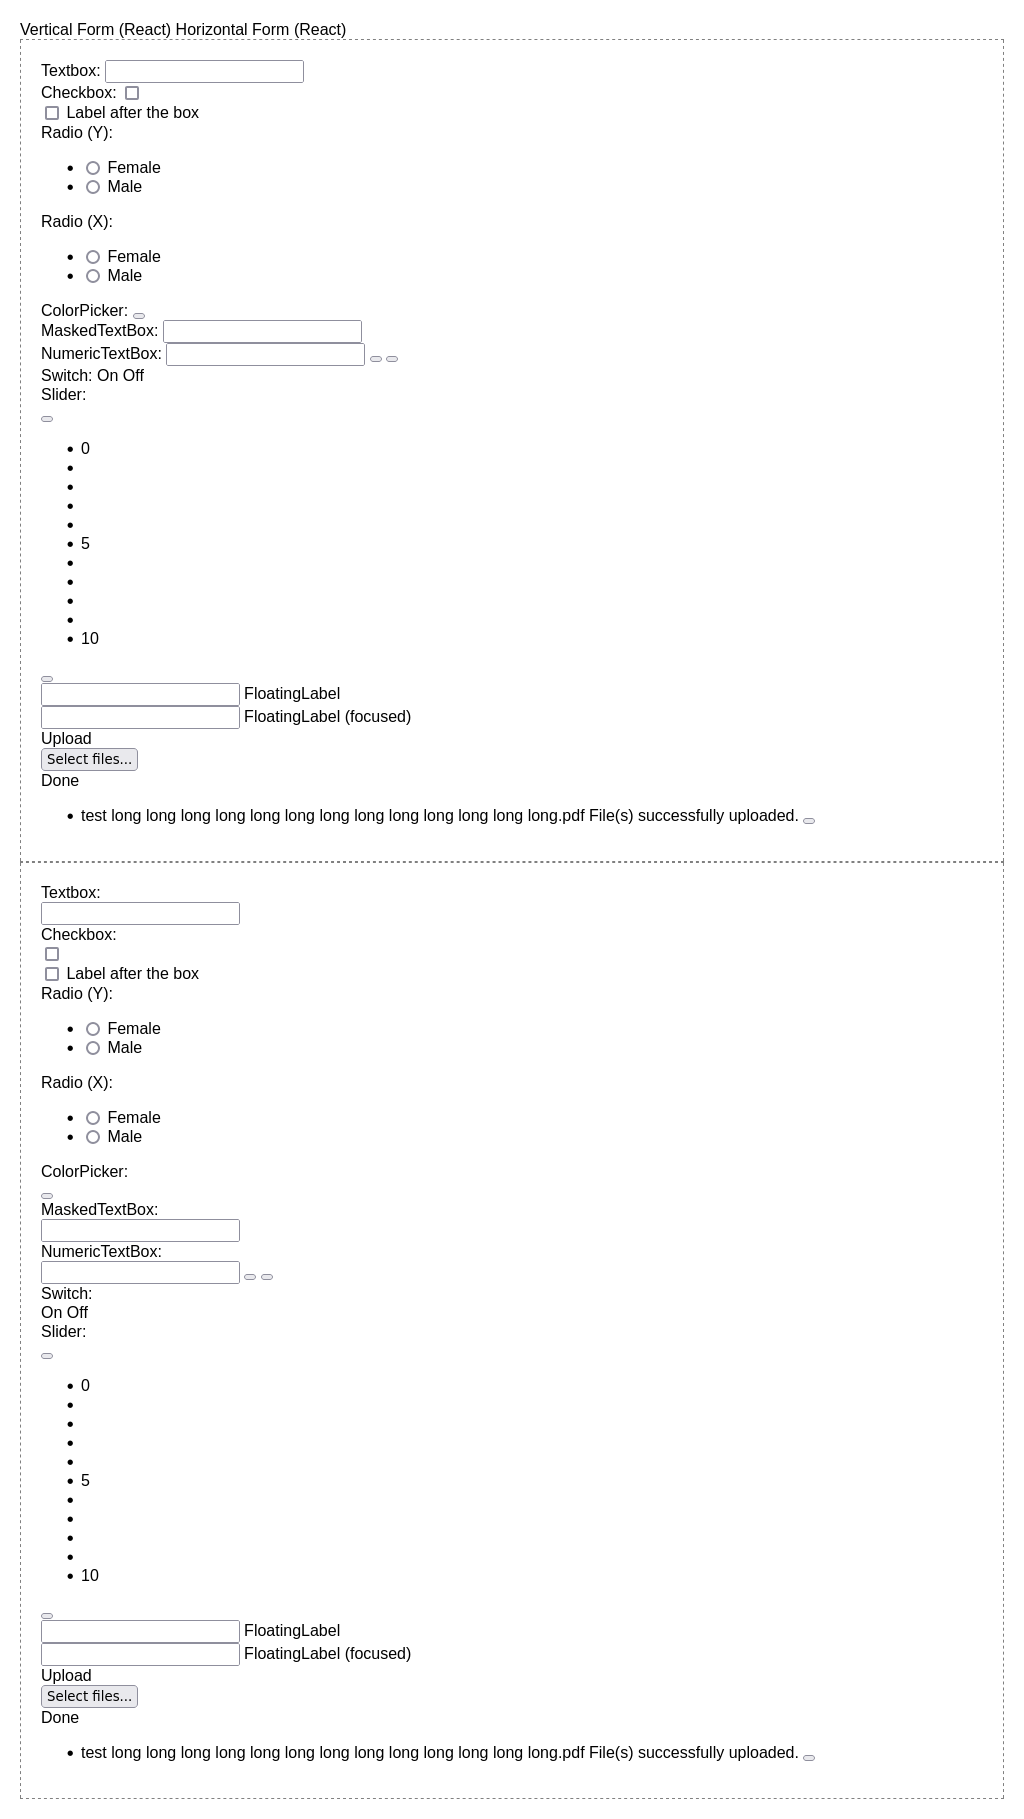 Vertical Form (React) Horizontal Form (React)
Textbox:
Checkbox:
Label after the box
Radio (Y):
Female
Male
Radio (X):
Female
Male
ColorPicker:
MaskedTextBox:
NumericTextBox:
Switch: On Off
Slider:
0
5
10
FloatingLabel
FloatingLabel (focused)
Upload
Select files...
Done
test long long long long long long long long long long long long long.pdf File(s) successfully uploaded.
Textbox:
Checkbox:
Label after the box
Radio (Y):
Female
Male
Radio (X):
Female
Male
ColorPicker:
MaskedTextBox:
NumericTextBox:
Switch:
On Off
Slider:
0
5
10
FloatingLabel
FloatingLabel (focused)
Upload
Select files...
Done
test long long long long long long long long long long long long long.pdf File(s) successfully uploaded.